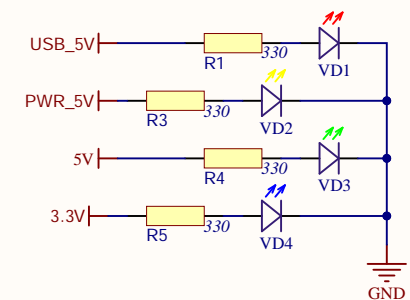 USB_5V
R1
330
VD1
PWR_5V
R3
330
VD2
5V
R4
330
VD3
3.3V
R5
330
VD4
GND